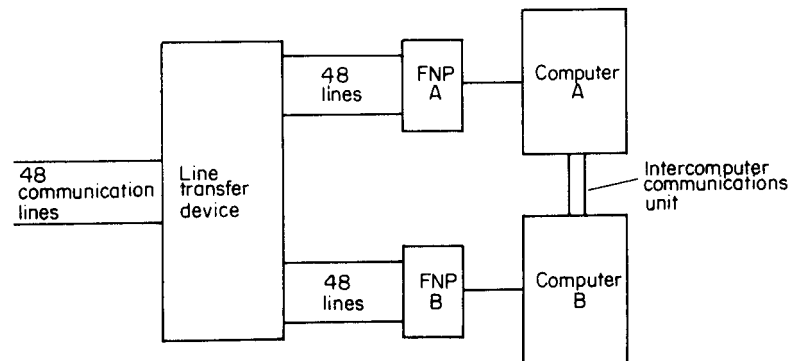 48
communication
lines
Line
transfer
device
48
lines
FNP
A
Computer
A
Intercomputer
communications
unit
48
lines
FNP
B
Computer
B